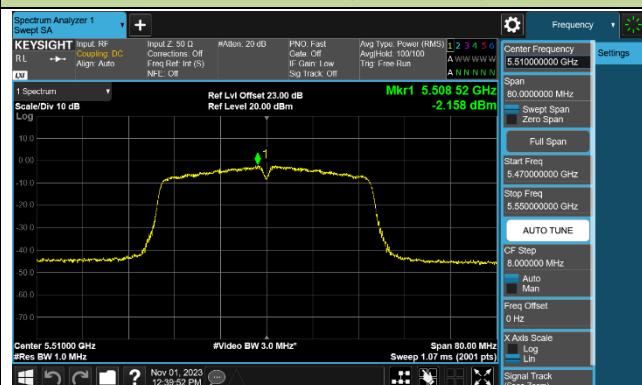 Spectrum Analyzer 1
Swept SA
Frequency
KEYSIGHT
RL
LXI
Input: RF
Coupling: DC
Align: Auto
Input Z: 50 Ω
Corrections: Off
Freq Ref: Int (S)
NFE: Off
#Atten: 20 dB
PNO: Fast
Gate: Off
IF Gain: Low
Sig Track: Off
Avg Type: Power (RMS)
Avg|Hold: 100/100
Trig: Free Run
1 2 3 4 5 6
A W W W W W
A N N N N N
1 Spectrum
Scale/Div 10 dB
Log
Ref Lvl Offset 23.00 dB
Ref Level 20.00 dBm
Mkr1 5.508 52 GHz
-2.158 dBm
1
10.0
0.00
-10.0
-20.0
-30.0
-40.0
-50.0
-60.0
-70.0
Center 5.51000 GHz
#Res BW 1.0 MHz
#Video BW 3.0 MHz*
Span 80.00 MHz
Sweep 1.07 ms (2001 pts)
Nov 01, 2023
12:39:52 PM
Center Frequency
5.510000000 GHz
Span
80.0000000 MHz
Swept Span
Zero Span
Full Span
Start Freq
5.470000000 GHz
Stop Freq
5.550000000 GHz
AUTO TUNE
CF Step
8.000000 MHz
Auto
Man
Freq Offset
0 Hz
X Axis Scale
Log
Lin
Signal Track
(Span Zoom)
Settings